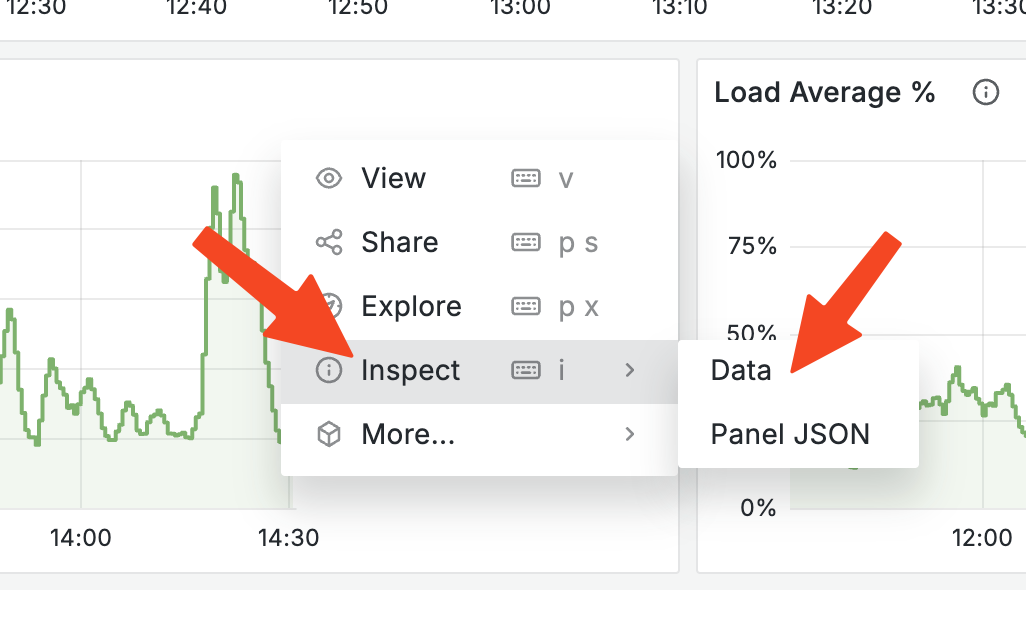 12:30 12:40 12:50 13:00 13:10 13:20 13:30
Load Average %
100%
75%
50%
0%
12:00
View v
Share p s
Explore p x
Inspect i
More...
Data
Panel JSON
14:00 14:30